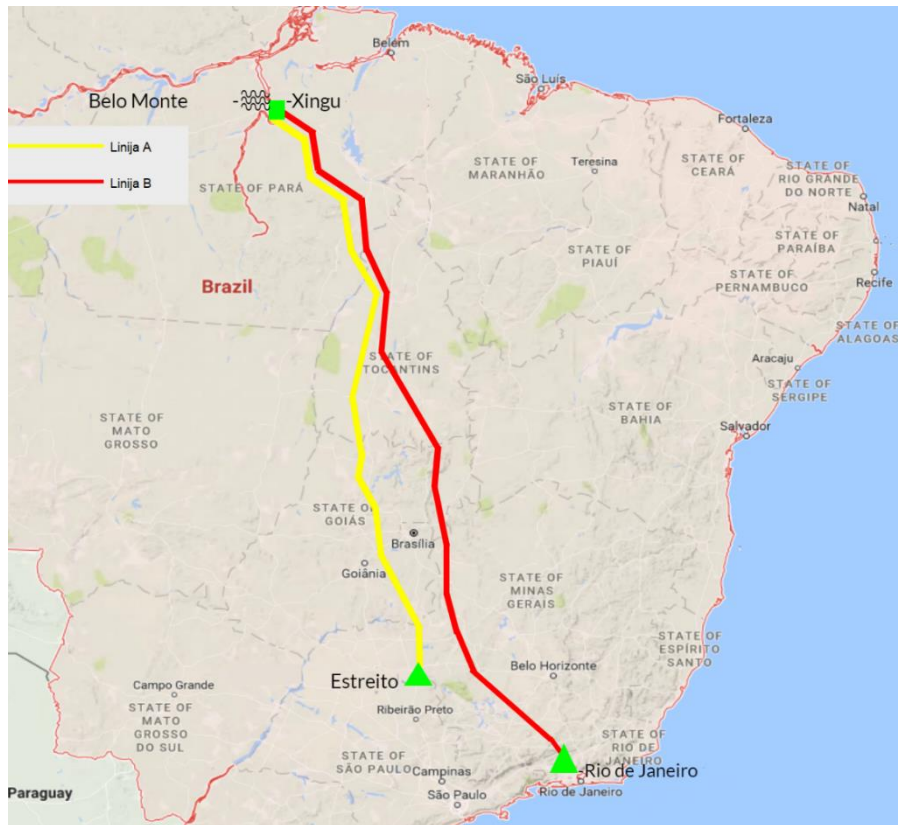 Belém
São Luís
Belo Monte
-Xingu
Fortaleza
Linija A
STATE OF
MARANHÃO
Teresina
STATE OF
CEARÁ
STATE OF
RIO GRANDE
DO NORTE
Linija B
STATE OF PARÁ
Natal
STATE OF
PARAÍBA
STATE OF
PIAUÍ
STATE OF
PERNAMBUCO
Recife
Brazil
STATE OF
ALAGOAS
STATE OF
TOCANTINS
Aracaju
STATE OF
SERGIPE
STATE OF
MATO
GROSSO
STATE OF
BAHIA
Salvador
STATE OF
GOIÁS
Brasília
Goiânia
STATE OF
MINAS
GERAIS
STATE OF
ESPÍRITO
SANTO
Belo Horizonte
Estreito
Campo Grande
STATE OF
MATO
GROSSO
DO SUL
Ribeirão Preto
STATE OF
RIO DE
JANEIRO
STATE OF
SÃO PAULO
Campinas
-Rio de Janeiro
Rio de Janeiro
Paraguay
São Paulo